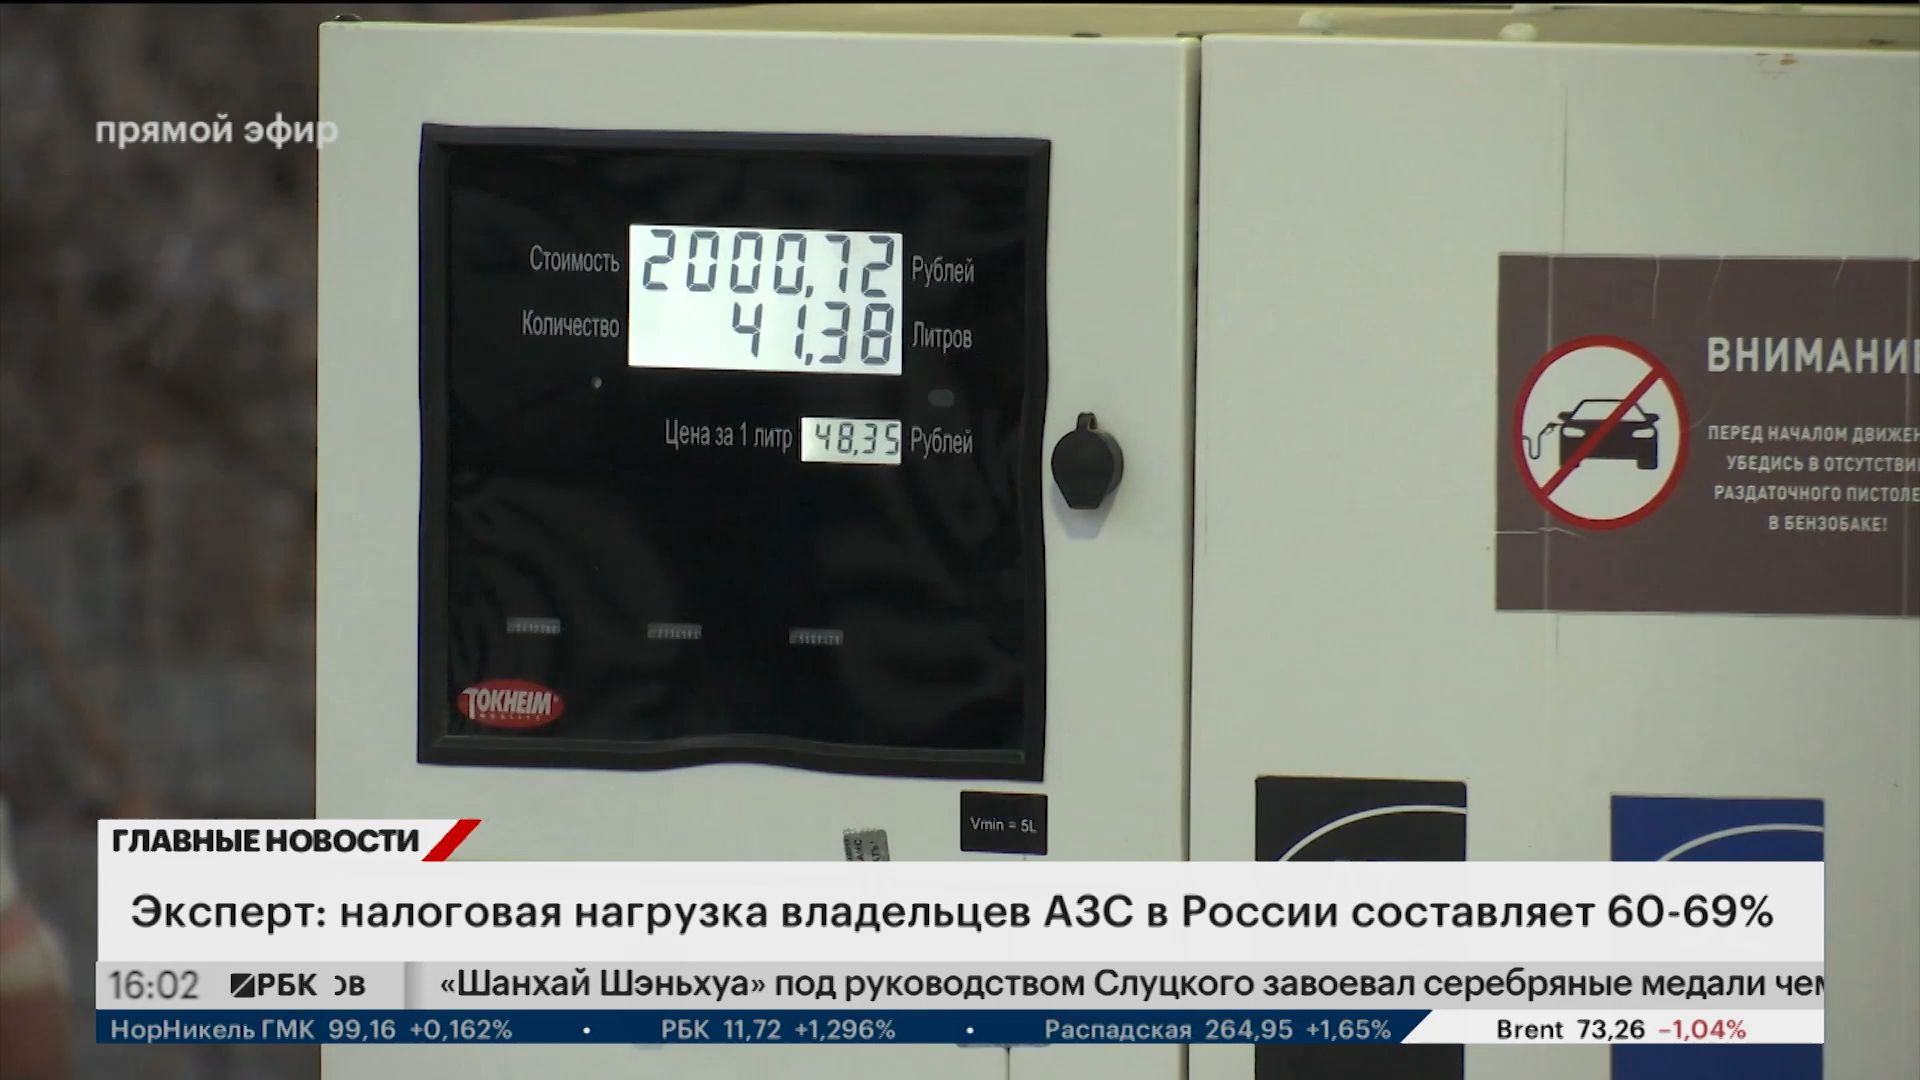 прямой эфир
Стоимость 2000,72 Рублей
Количество 41,38 Литров
Цена за 1 литр 48,35 Рублей
TOKHEIM
ВНИМАНИ
ПЕРЕД НАЧАЛОМ ДВИЖЕН
УБЕДИСЬ В ОТСУТСТВИ
РАЗДАТОЧНОГО ПИСТОЛЕ
В БЕНЗОБАКЕ!
Vmin = 5L
ГЛАВНЫЕ НОВОСТИ
Эксперт: налоговая нагрузка владельцев АЗС в России составляет 60-69%
16:02 РБК ов «Шанхай Шэньхуа» под руководством Слуцкого завоевал серебряные медали чем
НорНикель ГМК 99,16 +0,162% • РБК 11,72 +1,296% • Распадская 264,95 +1,65% Brent 73,26 −1,04%